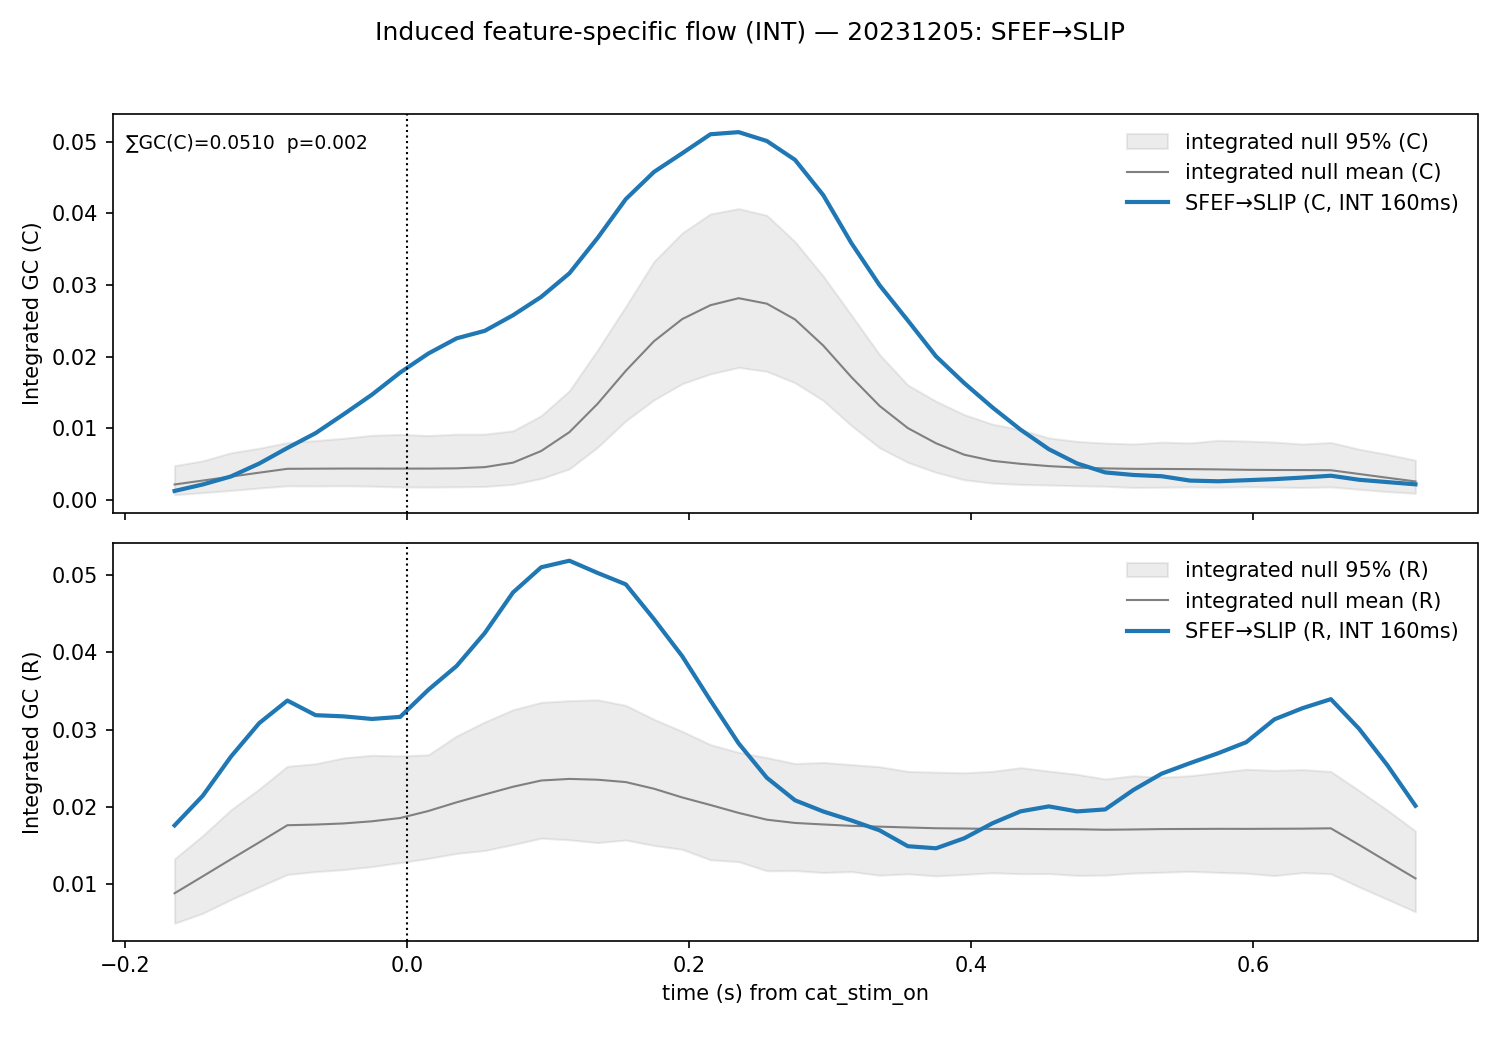 Induced feature-specific flow (INT) — 20231205: SFEF→SLIP
∑GC(C)=0.0510  p=0.002
integrated null 95% (C)
integrated null mean (C)
SFEF→SLIP (C, INT 160ms)
Integrated GC (C)
0.05
0.04
0.03
0.02
0.01
0.00
integrated null 95% (R)
integrated null mean (R)
SFEF→SLIP (R, INT 160ms)
Integrated GC (R)
0.05
0.04
0.03
0.02
0.01
−0.2 0.0 0.2 0.4 0.6
time (s) from cat_stim_on